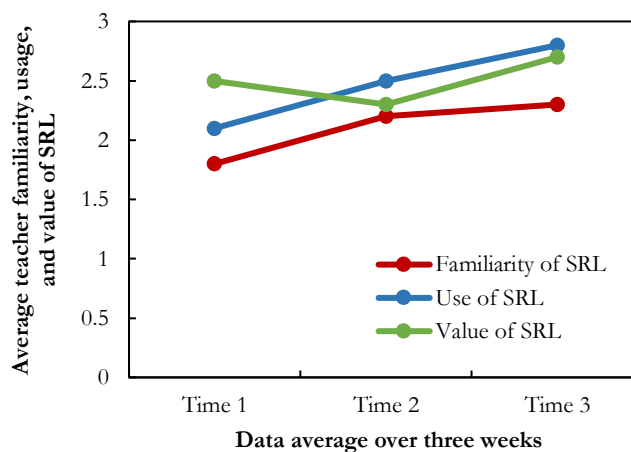 Average teacher familiarity, usage,
and value of SRL
3
2.5
2
1.5
1
0.5
0
Familiarity of SRL
Use of SRL
Value of SRL
Time 1 Time 2 Time 3
Data average over three weeks